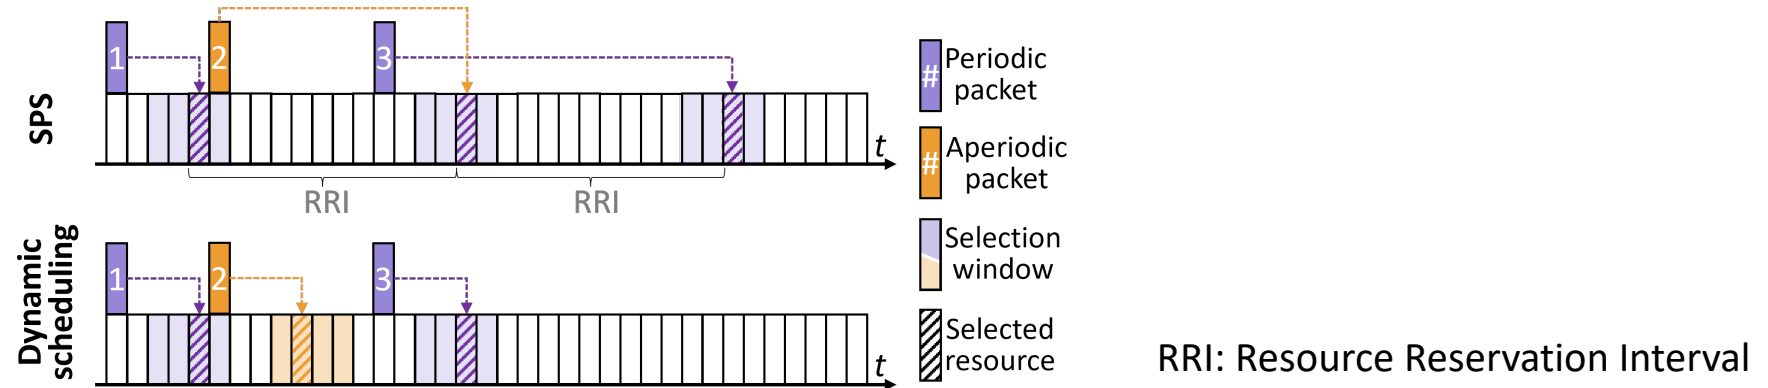 SPS
1
2
3
t
RRI
RRI
Dynamic
scheduling
1
2
3
t
#
Periodic
packet
#
Aperiodic
packet
Selection
window
Selected
resource
RRI: Resource Reservation Interval